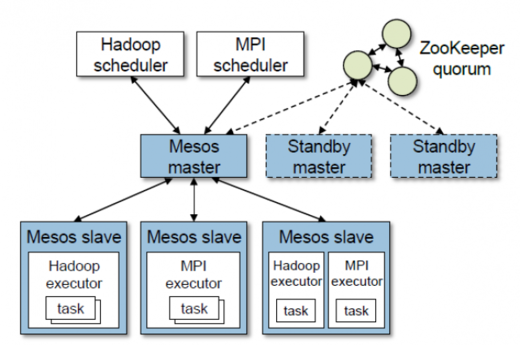 Hadoop
scheduler
MPI
scheduler
ZooKeeper
quorum
Mesos
master
Standby
master
Standby
master
Mesos slave
Hadoop
executor
task
Mesos slave
MPI
executor
task
Mesos slave
Hadoop
executor
task
MPI
executor
task